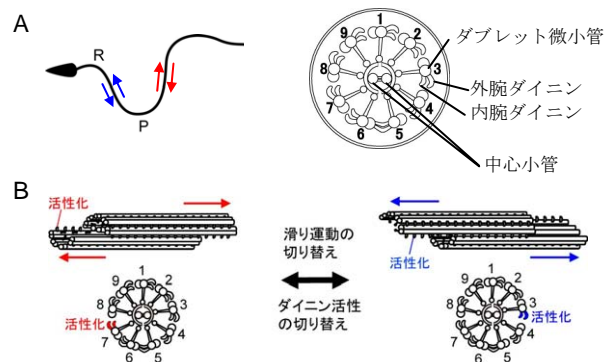 A
R
P
1
2
3
4
5
6
7
8
9
ダブレット微小管
外腕ダイニン
内腕ダイニン
中心小管
B
活性化
滑り運動の
切り替え
ダイニン活性
の切り替え
活性化
1
2
3
4
5
6
7
8
9
活性化
1
2
3
4
5
6
7
8
9
活性化